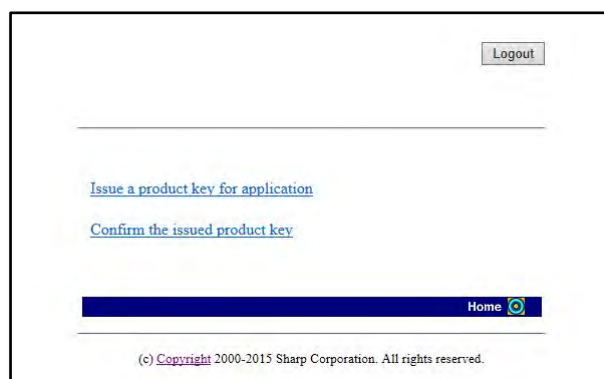 Logout
Issue a product key for application
Confirm the issued product key
Home
(c) Copyright 2000-2015 Sharp Corporation. All rights reserved.